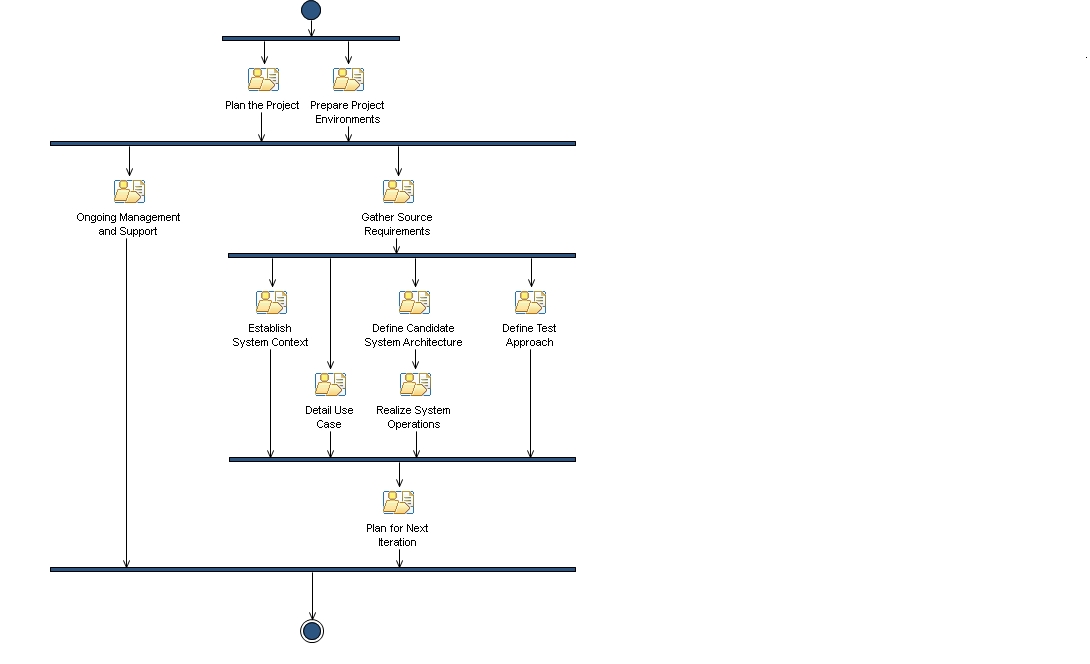 Plan the Project
Prepare Project
Environments
Ongoing Management
and Support
Gather Source
Requirements
Establish
System Context
Define Candidate
System Architecture
Define Test
Approach
Detail Use
Case
Realize System
Operations
Plan for Next
Iteration